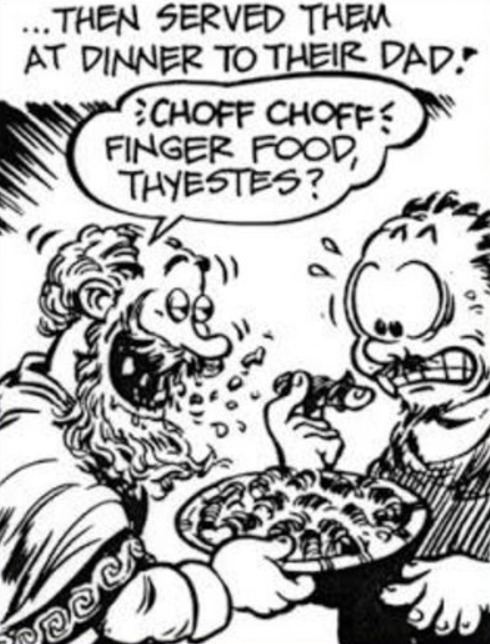 ...THEN SERVED THEM
AT DINNER TO THEIR DAD!
CHOFF CHOFF
FINGER FOOD,
THYESTES?